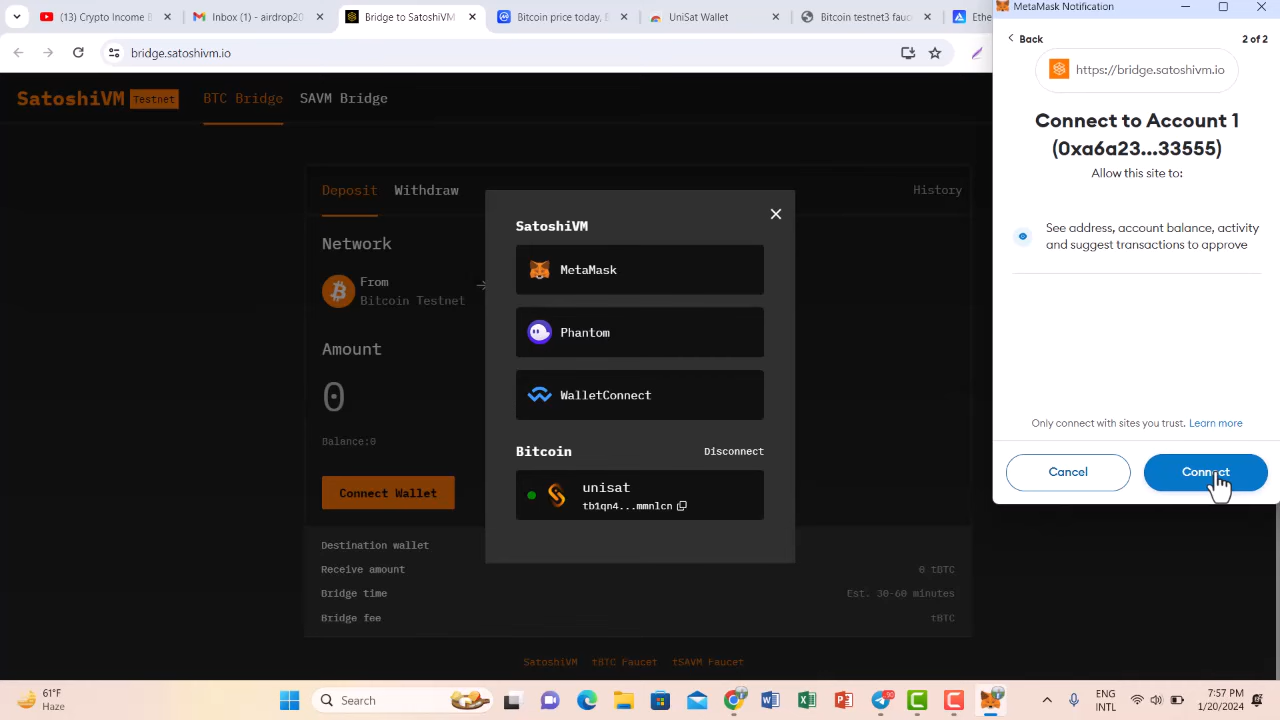 (2) Crypto Income B
Inbox (1) - Airdrop
Bridge to SatoshiVM
Bitcoin price today, B
UniSat Wallet
Bitcoin testnet3 fau
Et
bridge.satoshivm.io
SatoshiVM Testnet BTC Bridge SAVM Bridge
Deposit Withdraw History
Network
From
Bitcoin Testnet
Amount
0
Balance:0
Connect Wallet
Destination wallet
Receive amount 0 tBTC
Bridge time Est. 30-60 minutes
Bridge fee tBTC
SatoshiVM tBTC Faucet tSAVM Faucet
SatoshiVM
MetaMask
Phantom
WalletConnect
Bitcoin Disconnect
unisat
tb1qn4...mmnlcn
MetaMask Notification
Back 2 of 2
https://bridge.satoshivm.io
Connect to Account 1
(0xa6a23...33555)
Allow this site to:
See address, account balance, activity
and suggest transactions to approve
Only connect with sites you trust. Learn more
Cancel Connect
61°F
Haze
Search
90
ENG
INTL
7:57 PM
1/20/2024